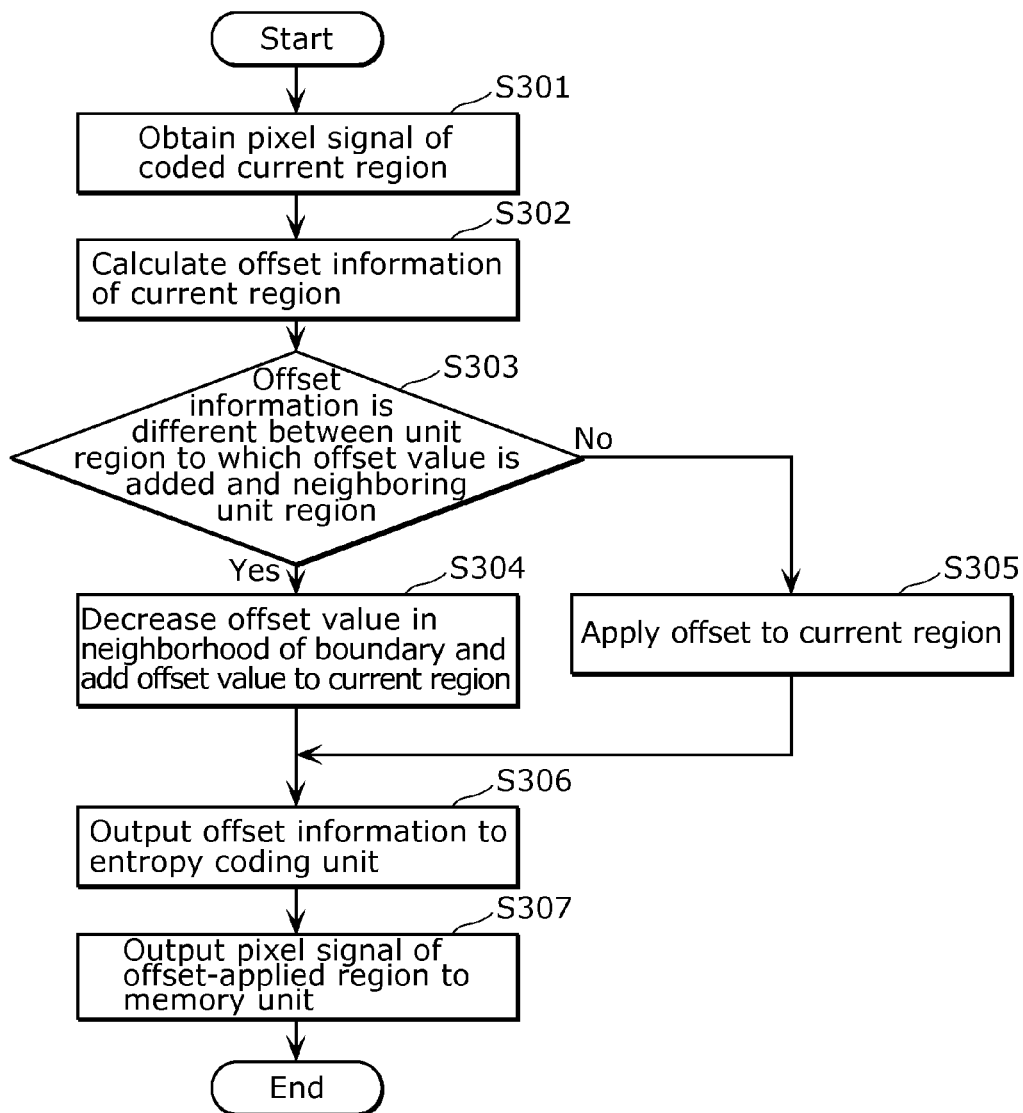 Start
S301
Obtain pixel signal of
coded current region
S302
Calculate offset information
of current region
S303
Offset
information is
different between unit
region to which offset value is
added and neighboring
unit region
No
Yes
S304
Decrease offset value in
neighborhood of boundary and
add offset value to current region
S305
Apply offset to current region
S306
Output offset information to
entropy coding unit
S307
Output pixel signal of
offset-applied region to
memory unit
End